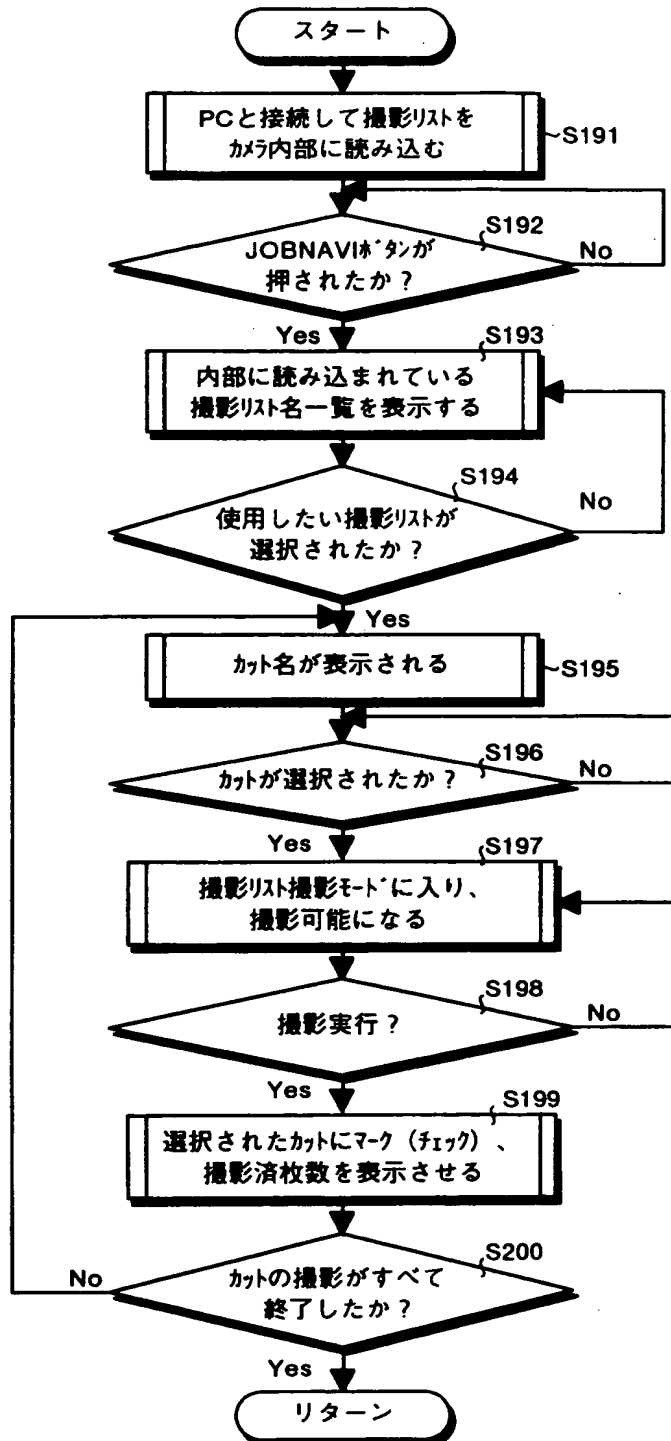 スタート
PCと接続して撮影ﾘｽﾄを
ｶﾒﾗ内部に読み込む
S191
S192
JOBNAVIﾎﾞﾀﾝが
押されたか？
No
Yes
S193
内部に読み込まれている
撮影ﾘｽﾄ名一覧を表示する
S194
使用したい撮影ﾘｽﾄが
選択されたか？
No
Yes
ｶｯﾄ名が表示される
S195
S196
ｶｯﾄが選択されたか？
No
Yes
S197
撮影ﾘｽﾄ撮影ﾓｰﾄﾞに入り、
撮影可能になる
S198
撮影実行？
No
Yes
S199
選択されたｶｯﾄにﾏｰｸ（ﾁｪｯｸ）、
撮影済枚数を表示させる
S200
ｶｯﾄの撮影がすべて
終了したか？
No
Yes
リターン